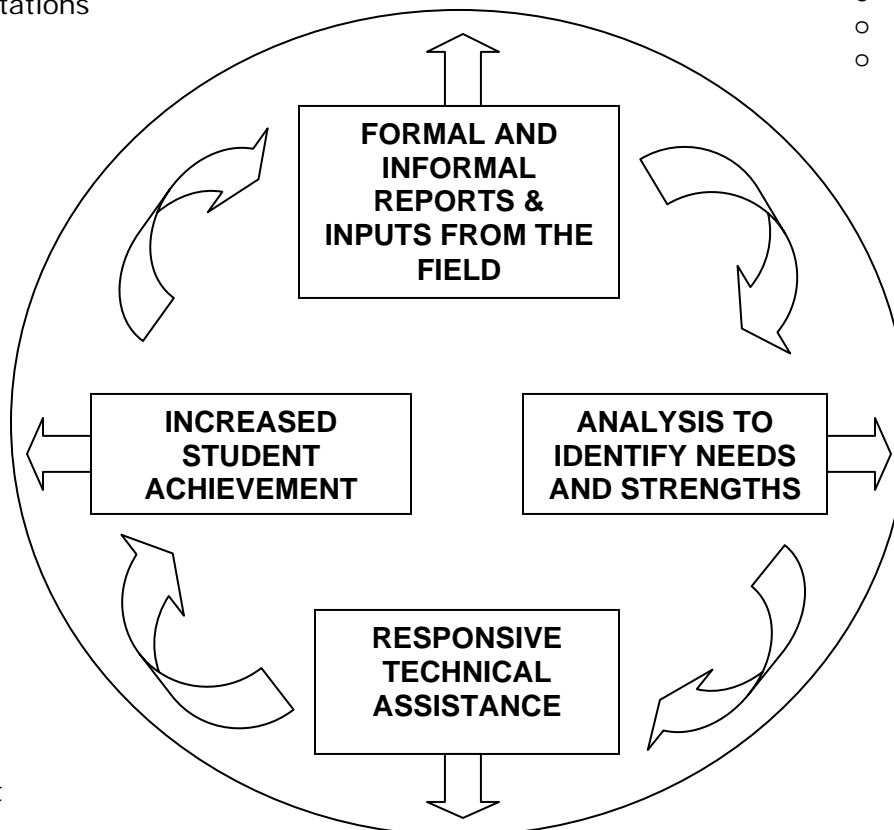 tations
o
o
o
FORMAL AND
INFORMAL
REPORTS &
INPUTS FROM THE
FIELD
INCREASED
STUDENT
ACHIEVEMENT
ANALYSIS TO
IDENTIFY NEEDS
AND STRENGTHS
RESPONSIVE
TECHNICAL
ASSISTANCE
t